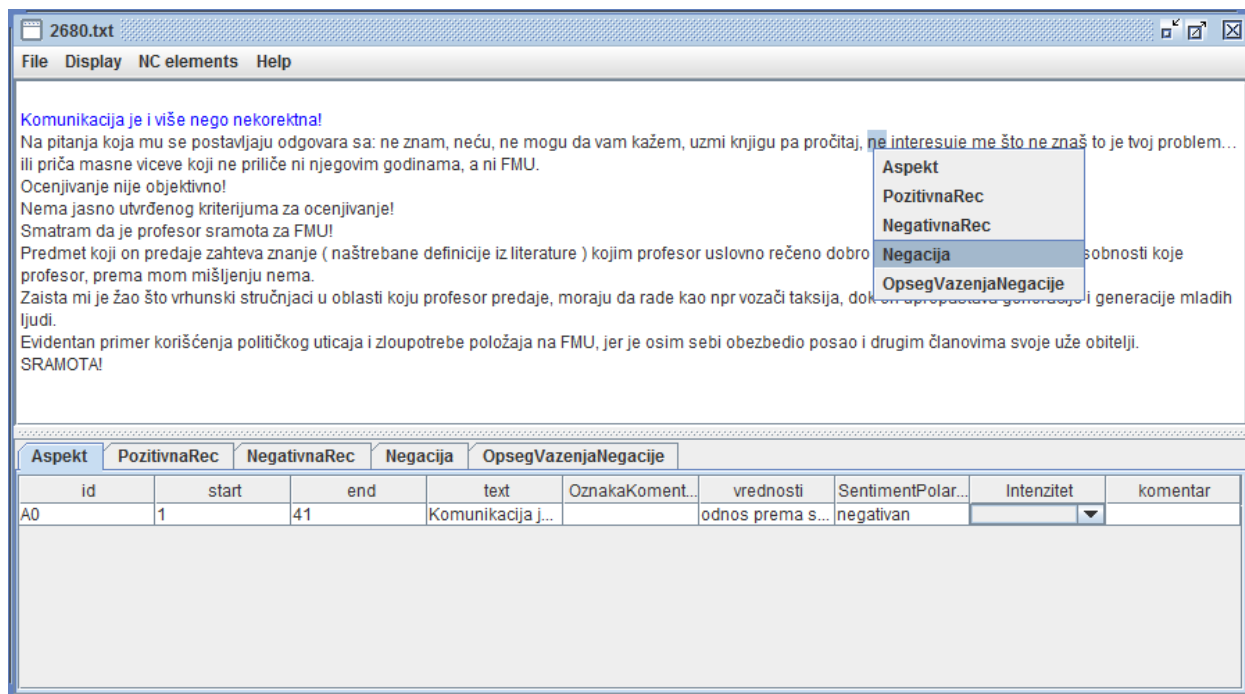 2680.txt
File Display NC elements Help
Komunikacija je i više nego nekorektna!
Na pitanja koja mu se postavljaju odgovara sa: ne znam, neću, ne mogu da vam kažem, uzmi knjigu pa pročitaj, ne interesuje me što ne znaš to je tvoj problem...
ili priča masne viceve koji ne priliče ni njegovim godinama, a ni FMU.
Ocenjivanje nije objektivno!
Nema jasno utvrđenog kriterijuma za ocenjivanje!
Smatram da je profesor sramota za FMU!
Predmet koji on predaje zahteva znanje ( naštrebane definicije iz literature ) kojim profesor uslovno rečeno dobro sobnosti koje
profesor, prema mom mišljenju nema.
Zaista mi je žao što vrhunski stručnjaci u oblasti koju profesor predaje, moraju da rade kao npr vozači taksija, dok on upropastava generacije i generacije mladih
ljudi.
Evidentan primer korišćenja političkog uticaja i zloupotrebe položaja na FMU, jer je osim sebi obezbedio posao i drugim članovima svoje uže obitelji.
SRAMOTA!
Aspekt
PozitivnaRec
NegativnaRec
Negacija
OpsegVazenjaNegacije
Aspekt PozitivnaRec NegativnaRec Negacija OpsegVazenjaNegacije
id start end text OznakaKoment... vrednosti SentimentPolar... Intenzitet komentar
A0 1 41 Komunikacija j... odnos prema s... negativan